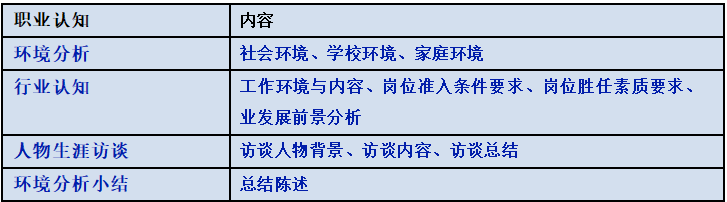 职业认知 内容
环境分析 社会环境、学校环境、家庭环境
行业认知 工作环境与内容、岗位准入条件要求、岗位胜任素质要求、
业发展前景分析
人物生涯访谈 访谈人物背景、访谈内容、访谈总结
环境分析小结 总结陈述